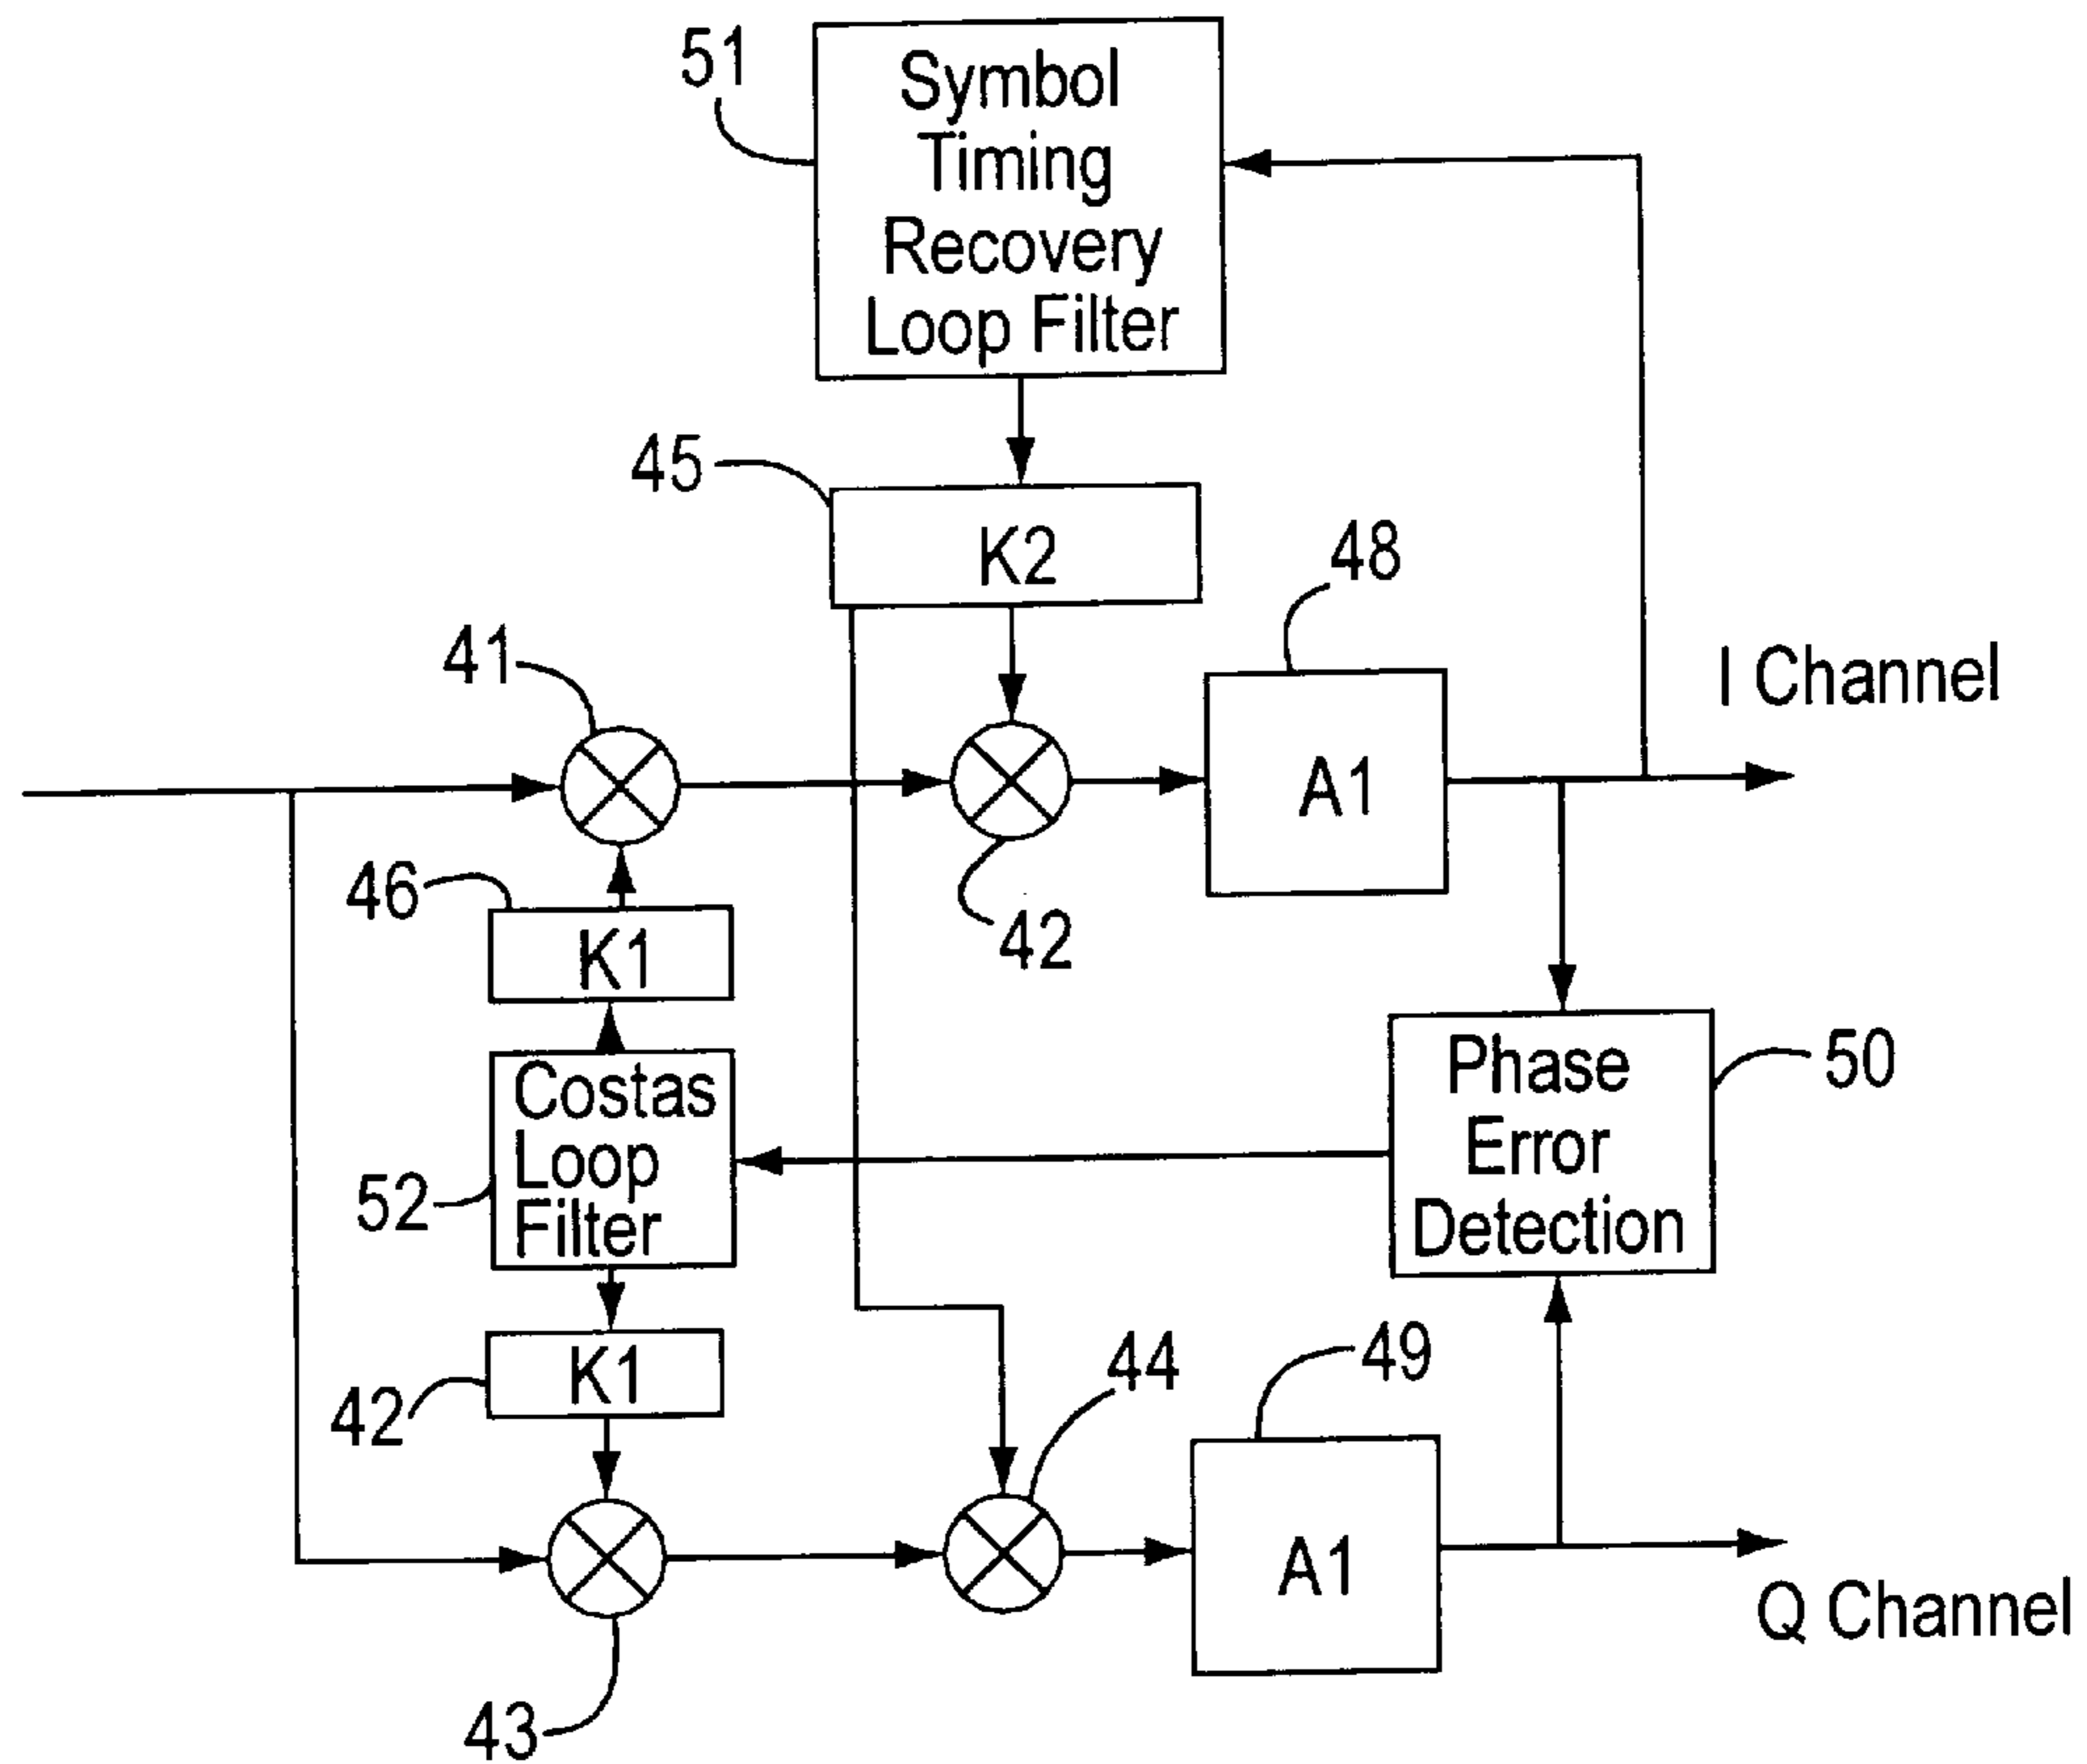 51
Symbol
Timing
Recovery
Loop Filter
45
K2
48
41
I Channel
A1
46
42
K1
Costas
Loop
Filter
52
Phase
Error
Detection
50
K1
42
44
49
A1
Q Channel
43